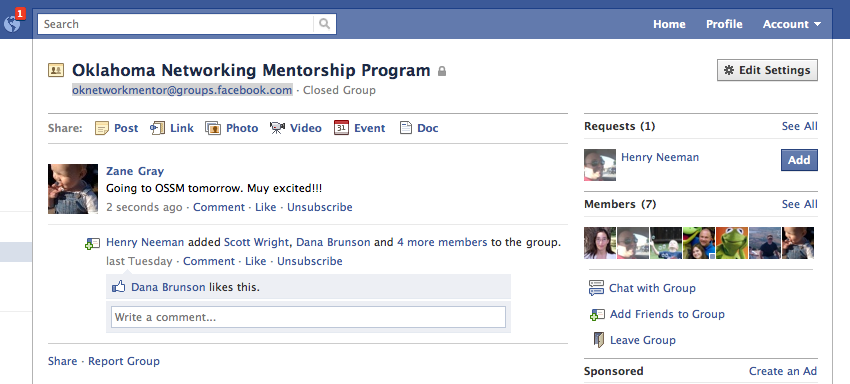 1
Search
Home Profile Account
Oklahoma Networking Mentorship Program
Edit Settings
oknetworkmentor@groups.facebook.com · Closed Group
Share: Post Link Photo Video 31 Event Doc
Zane Gray
Going to OSSM tomorrow. Muy excited!!!
2 seconds ago · Comment · Like · Unsubscribe
Henry Neeman added Scott Wright, Dana Brunson and 4 more members to the group.
last Tuesday · Comment · Like · Unsubscribe
Dana Brunson likes this.
Write a comment...
Share · Report Group
Requests (1) See All
Henry Neeman
Add
Members (7) See All
Chat with Group
Add Friends to Group
Leave Group
Sponsored Create an Ad